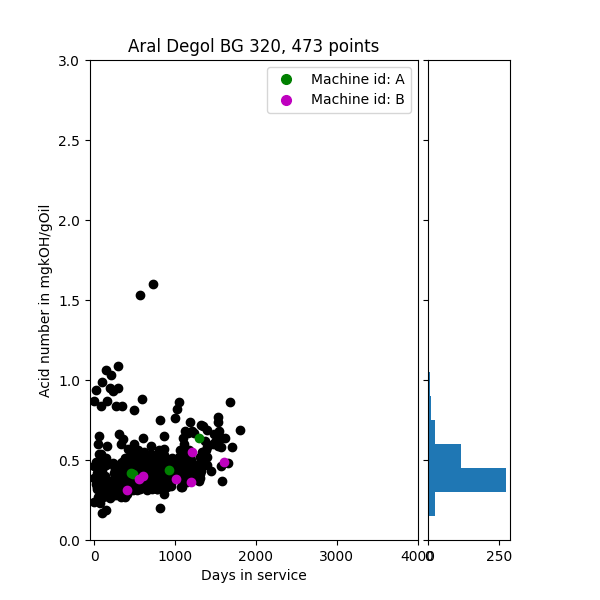 Aral Degol BG 320, 473 points
Machine id: A
Machine id: B
Acid number in mgkOH/gOil
3.0
2.5
2.0
1.5
1.0
0.5
0.0
0 1000 2000 3000 4000
0 250
Days in service